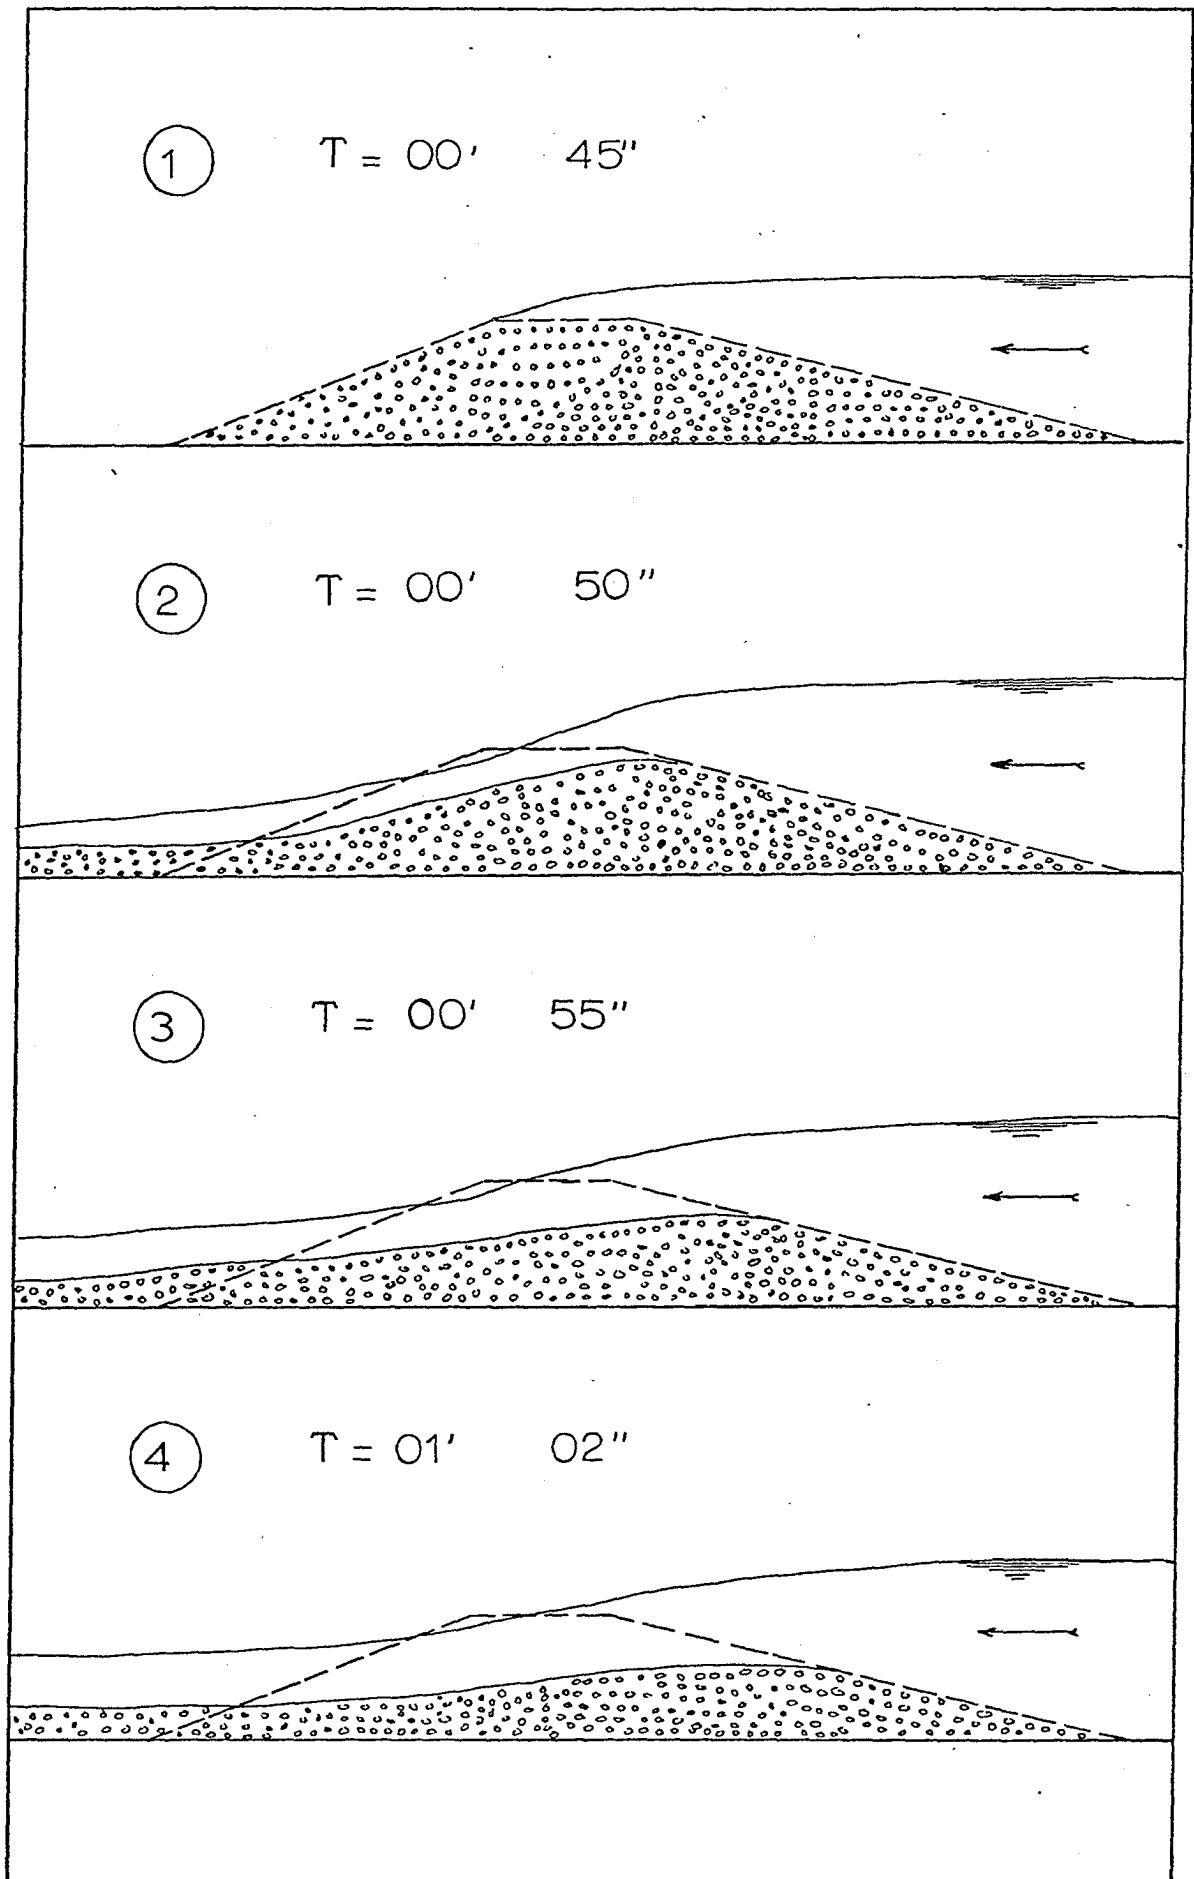 1 T = 00' 45"
2 T = 00' 50"
3 T = 00' 55"
4 T = 01' 02"